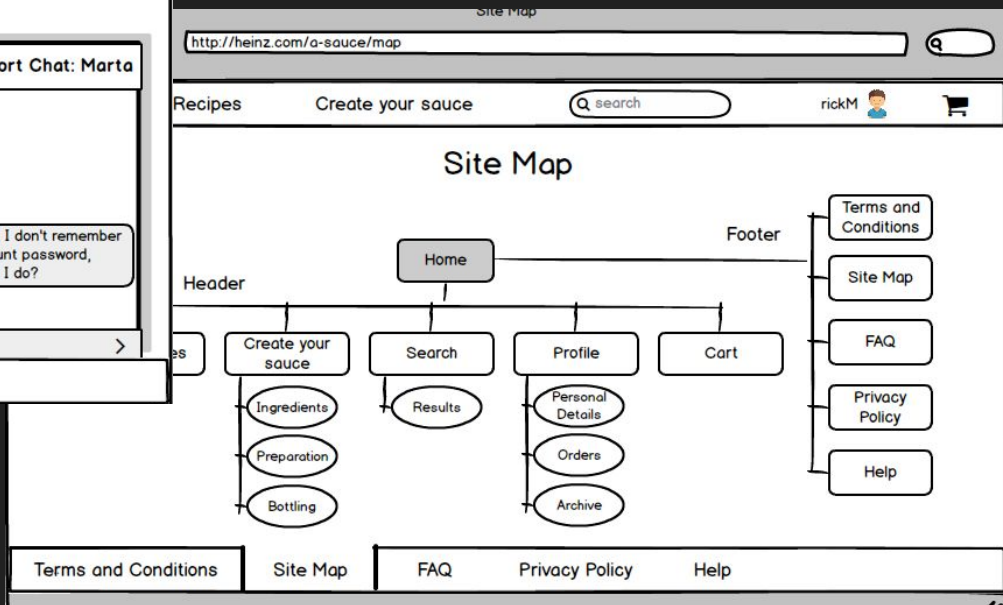 Site Map
http://heinz.com/a-sauce/map
ort Chat: Marta
Recipes
Create your sauce
search
rickM
Site Map
I don't remember
unt password,
I do?
Header
Footer
Home
es
Create your
sauce
Search
Profile
Cart
Ingredients
Preparation
Bottling
Results
Personal
Details
Orders
Archive
Terms and
Conditions
Site Map
FAQ
Privacy
Policy
Help
Terms and Conditions
Site Map
FAQ
Privacy Policy
Help